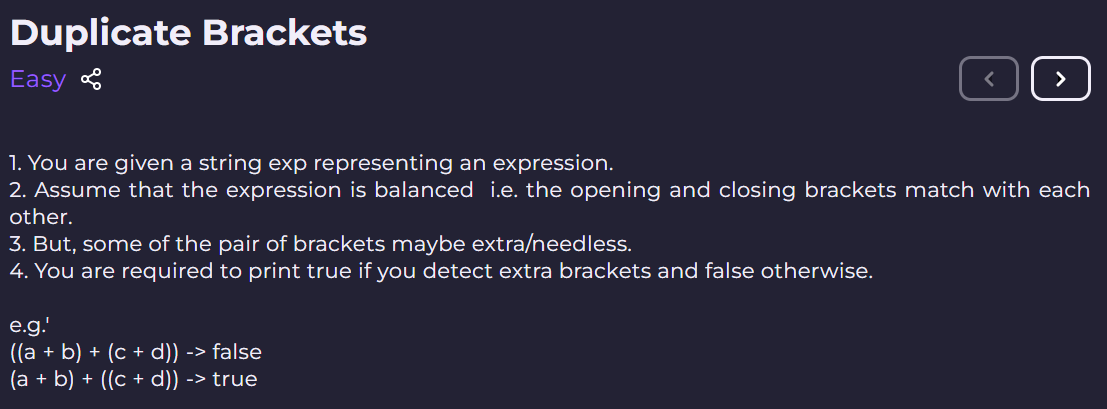 Duplicate Brackets
Easy
1. You are given a string exp representing an expression.
2. Assume that the expression is balanced  i.e. the opening and closing brackets match with each
other.
3. But, some of the pair of brackets maybe extra/needless.
4. You are required to print true if you detect extra brackets and false otherwise.
e.g.'
((a + b) + (c + d)) -> false
(a + b) + ((c + d)) -> true